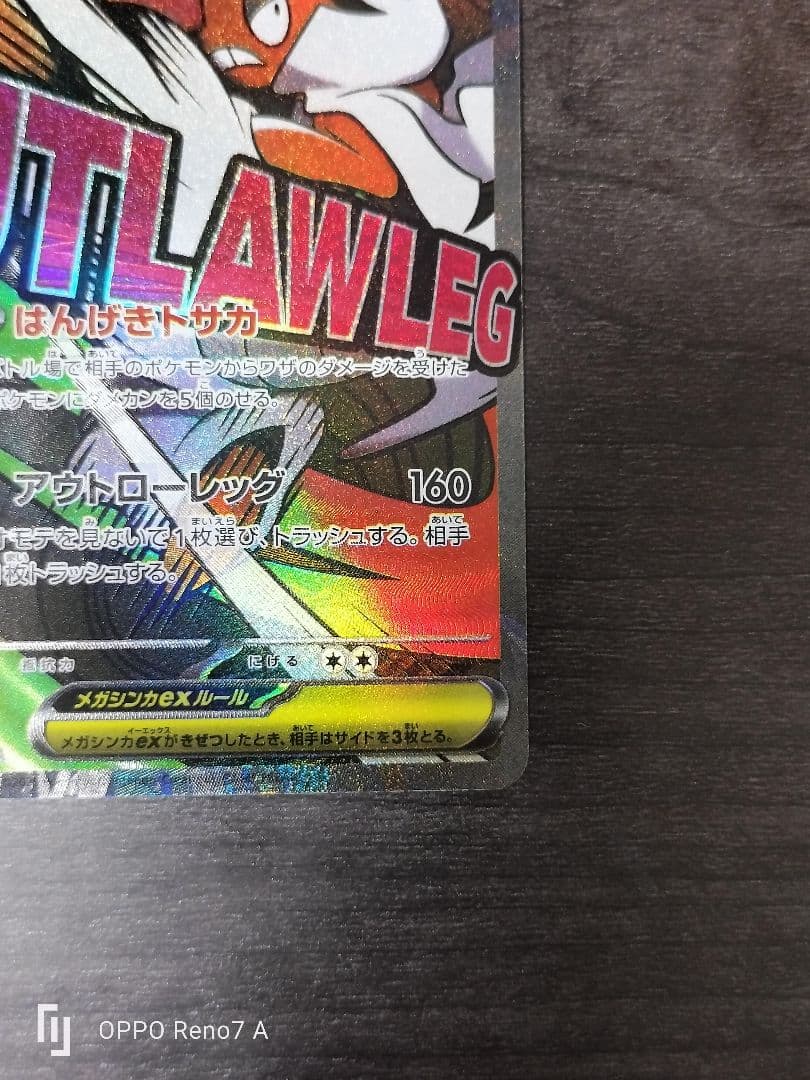 UTLAWLEG
はんげきトサカ
トル場で相手のポケモンからワザのダメージを受けた
ポケモンにダメカンを5個のせる。
アウトローレッグ 160
オモテを見ないで1枚選び、トラッシュする。相手
枚トラッシュする。
抵抗力 にげる
メガシンカexルール
メガシンカexがきぜつしたとき、相手はサイドを3枚とる。
OPPO Reno7 A